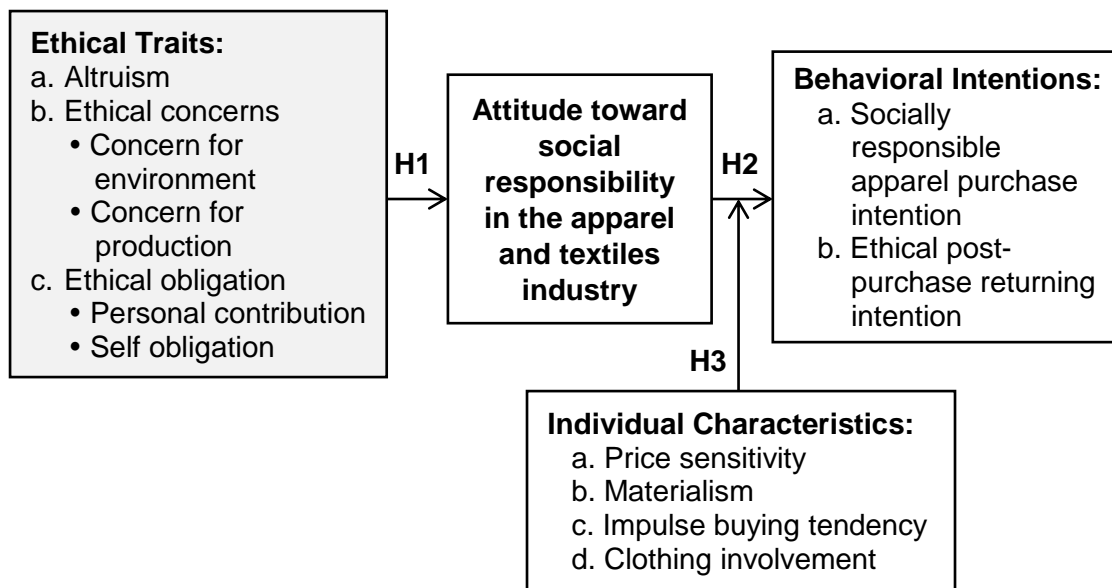 Ethical Traits:
a. Altruism
b. Ethical concerns
• Concern for
environment
• Concern for
production
c. Ethical obligation
• Personal contribution
• Self obligation
H1
Attitude toward
social
responsibility
in the apparel
and textiles
industry
H2
Behavioral Intentions:
a. Socially
responsible
apparel purchase
intention
b. Ethical post-
purchase returning
intention
H3
Individual Characteristics:
a. Price sensitivity
b. Materialism
c. Impulse buying tendency
d. Clothing involvement